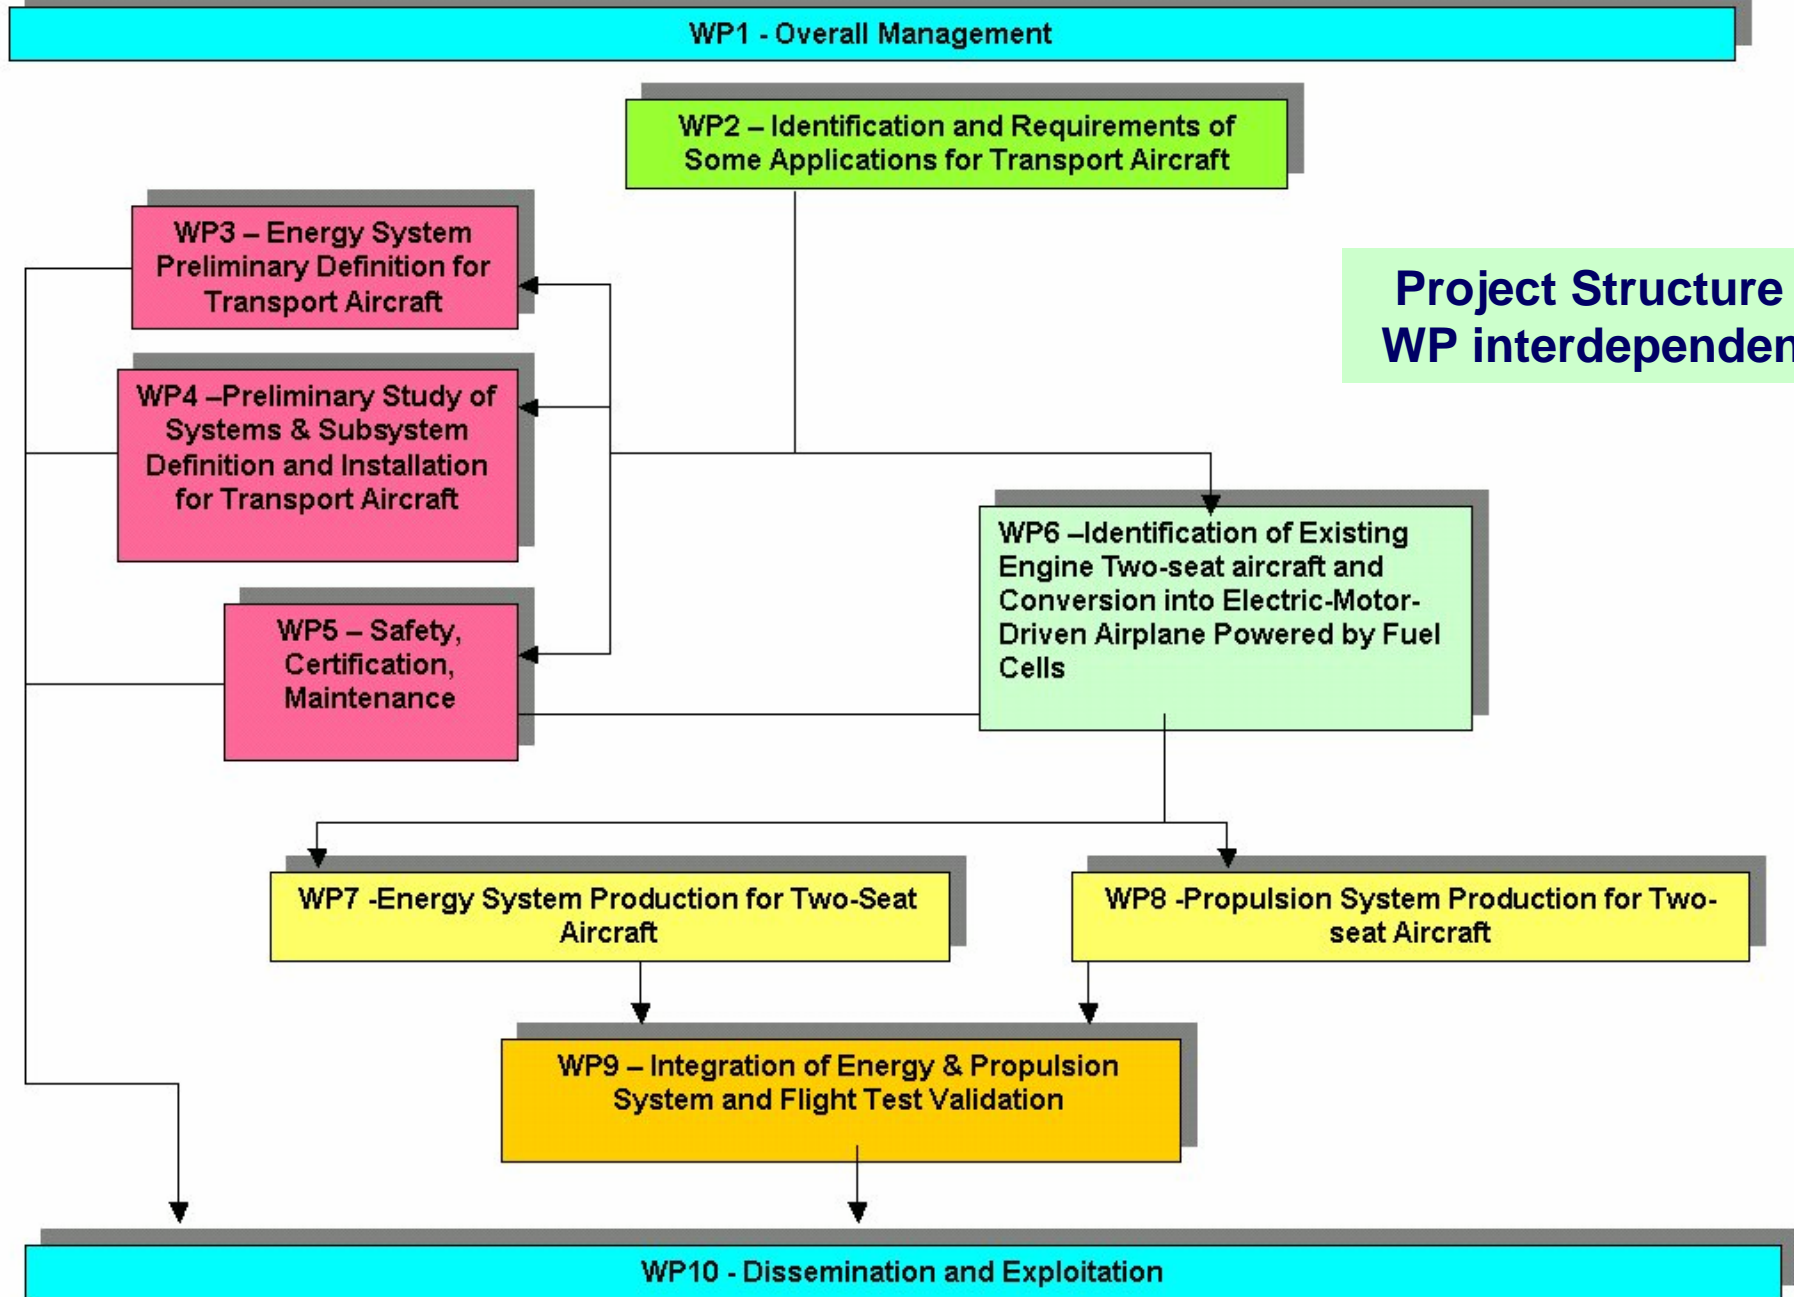 WP1 - Overall Management
WP2 – Identification and Requirements of
Some Applications for Transport Aircraft
WP3 – Energy System
Preliminary Definition for
Transport Aircraft
Project Structure
WP interdependen
WP4 –Preliminary Study of
Systems & Subsystem
Definition and Installation
for Transport Aircraft
WP6 –Identification of Existing
Engine Two-seat aircraft and
Conversion into Electric-Motor-
Driven Airplane Powered by Fuel
Cells
WP5 – Safety,
Certification,
Maintenance
WP7 -Energy System Production for Two-Seat
Aircraft
WP8 -Propulsion System Production for Two-
seat Aircraft
WP9 – Integration of Energy & Propulsion
System and Flight Test Validation
WP10 - Dissemination and Exploitation